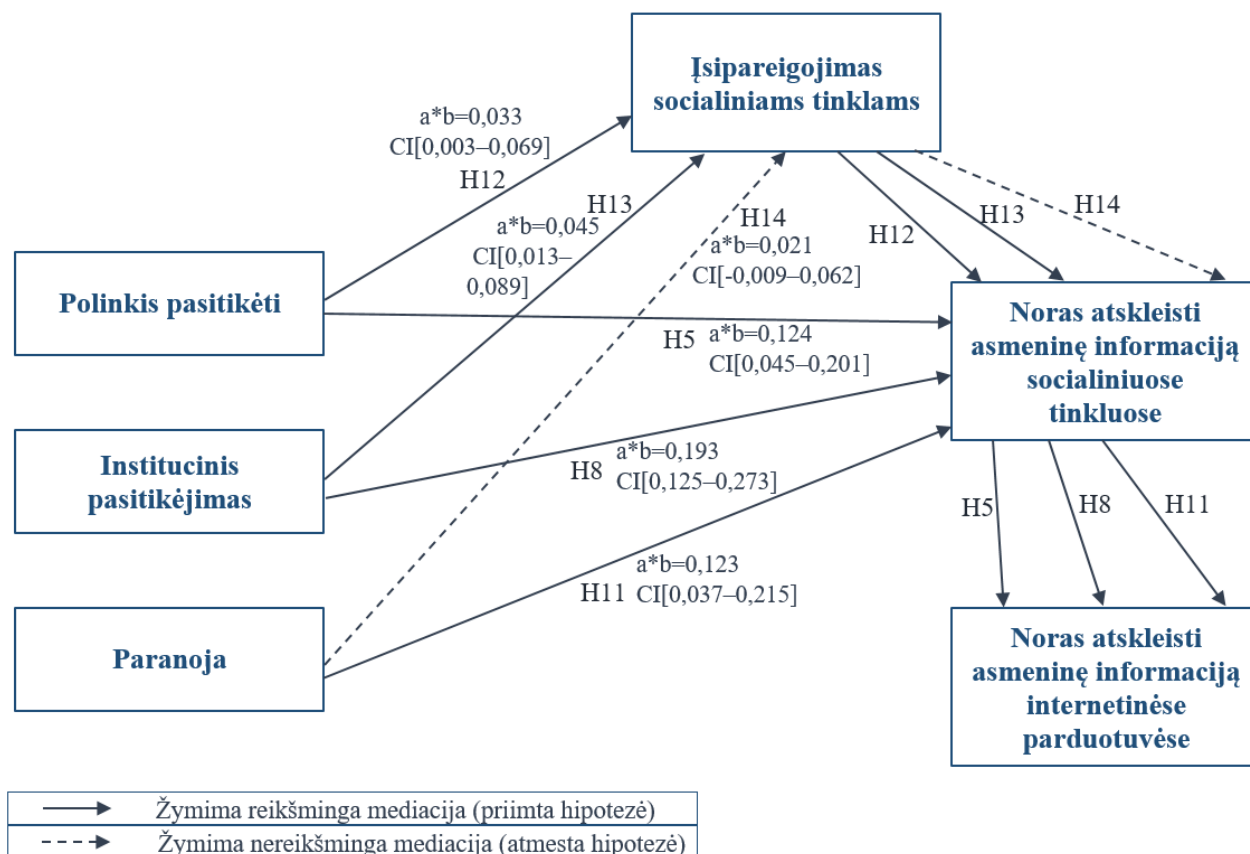 Įsipareigojimas
socialiniams tinklams
a*b=0,033
CI[0,003–0,069]
H12
H13
a*b=0,045
CI[0,013–
0,089]
H14
a*b=0,021
CI[-0,009–0,062]
H12
H13
H14
Polinkis pasitikėti
H5
a*b=0,124
CI[0,045–0,201]
Noras atskleisti
asmeninę informaciją
socialiniuose
tinkluose
Institucinis
pasitikėjimas
H8
a*b=0,193
CI[0,125–0,273]
H5
H8
H11
Paranoja
H11
a*b=0,123
CI[0,037–0,215]
Noras atskleisti
asmeninę informaciją
internetinėse
parduotuvėse
Žymima reikšminga mediacija (priimta hipotezė)
Žymima nereikšminga mediacija (atmesta hipotezė)